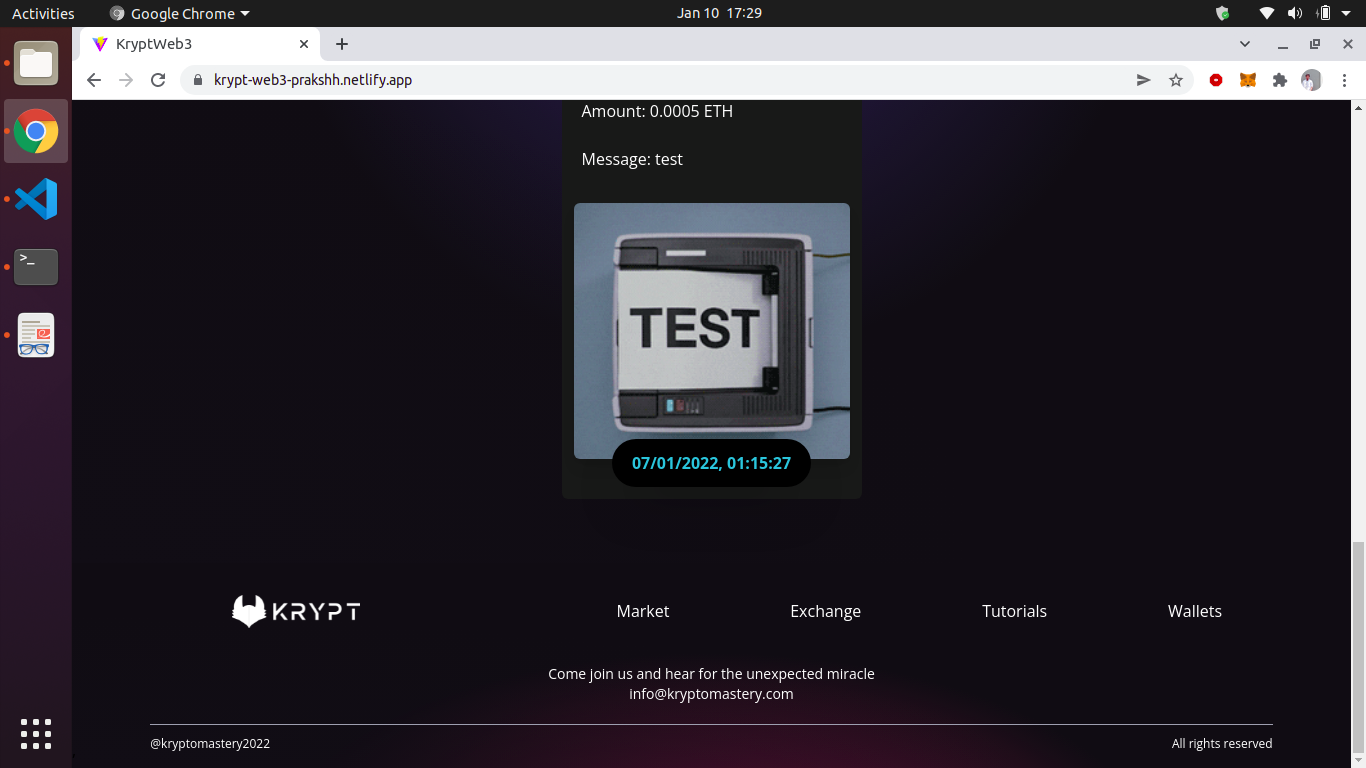 Activities
Google Chrome
Jan 10 17:29
KryptWeb3
krypt-web3-prakshh.netlify.app
>_
Amount: 0.0005 ETH
Message: test
TEST
07/01/2022, 01:15:27
KRYPT
Market
Exchange
Tutorials
Wallets
Come join us and hear for the unexpected miracle
info@kryptomastery.com
@kryptomastery2022
All rights reserved